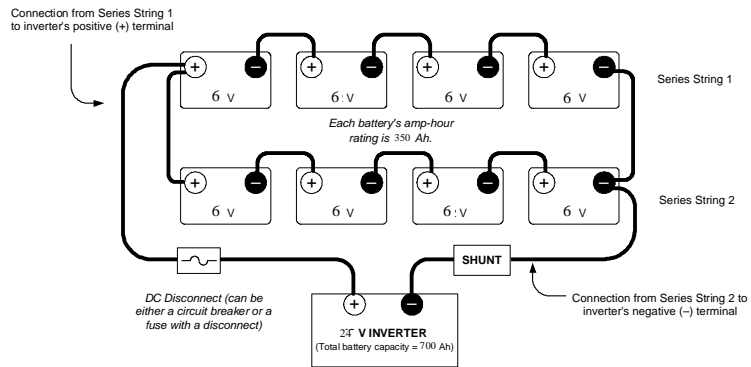 Connection from Series String 1
to inverter's positive (+) terminal
+ − + − + − + −
6 V 6 V 6 V 6 V
Series String 1
Each battery's amp-hour
rating is 350 Ah.
+ − + − + − + −
6 V 6 V 6 V 6 V
Series String 2
SHUNT
DC Disconnect (can be
either a circuit breaker or a
fuse with a disconnect)
+ −
Connection from Series String 2 to
inverter's negative (–) terminal
24 V INVERTER
(Total battery capacity = 700 Ah)